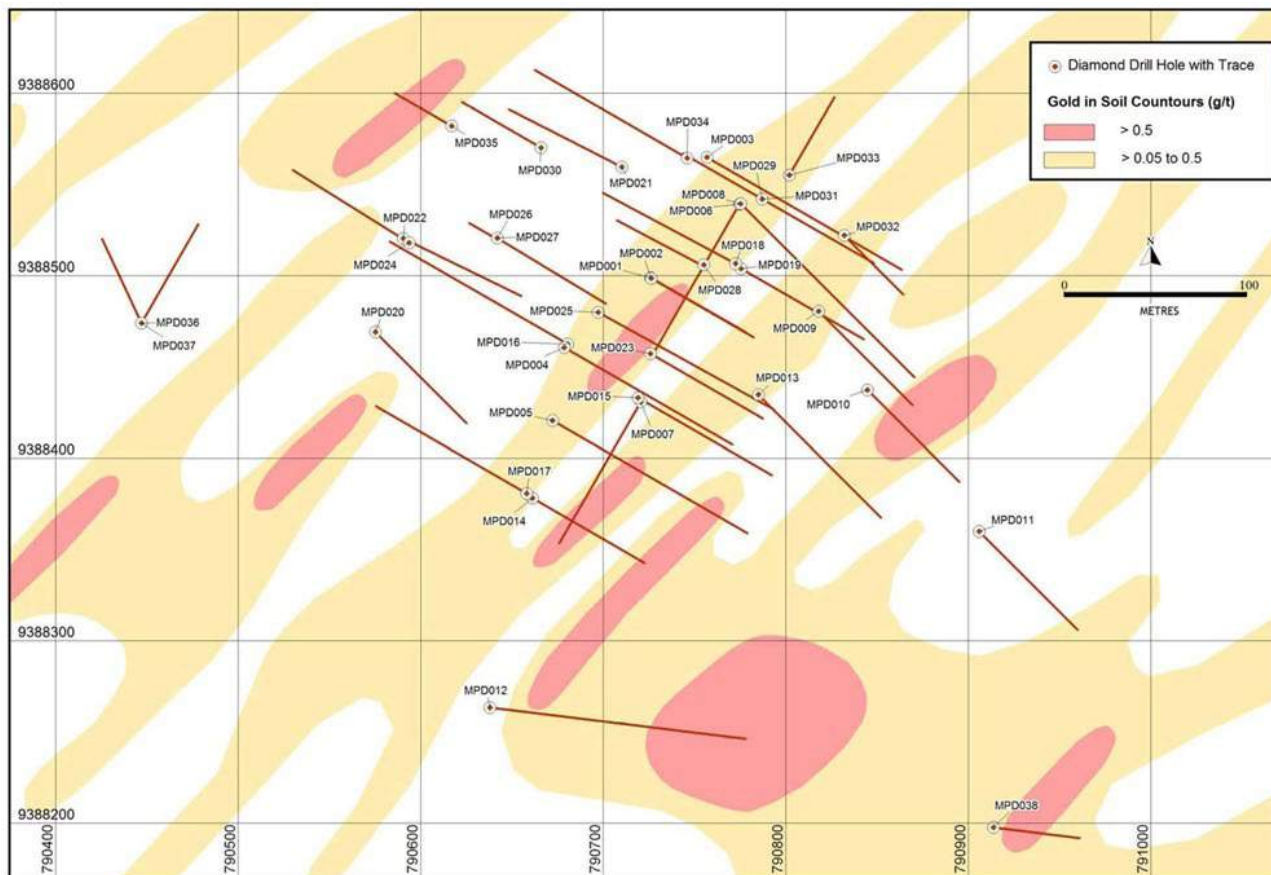 Diamond Drill Hole with Trace
Gold in Soil Countours (g/t)
> 0.5
> 0.05 to 0.5
N
0
100
METRES
9388600
9388500
9388400
9388300
9388200
790400
790500
790600
790700
790800
790900
791000
MPD034
MPD003
MPD035
MPD030
MPD021
MPD029
MPD033
MPD008
MPD031
MPD006
MPD022
MPD026
MPD032
MPD027
MPD024
MPD002
MPD018
MPD001
MPD019
MPD028
MPD036
MPD037
MPD020
MPD025
MPD009
MPD016
MPD023
MPD004
MPD013
MPD015
MPD010
MPD005
MPD007
MPD017
MPD014
MPD011
MPD012
MPD038